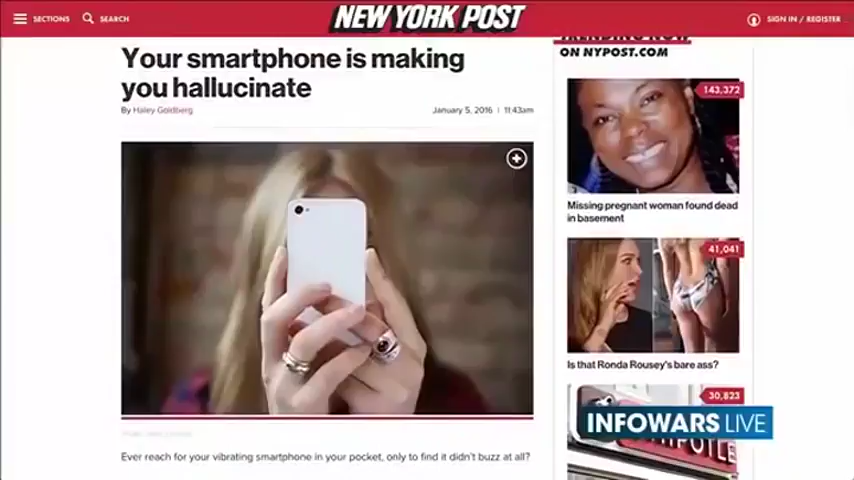 SECTIONS
SEARCH
NEW YORK POST
SIGN IN / REGISTER
Your smartphone is making
you hallucinate
By Haley Goldberg
January 5, 2016 | 11:43am
Ever reach for your vibrating smartphone in your pocket, only to find it didn't buzz at all?
TRENDING NOW
ON NYPOST.COM
143,372
Missing pregnant woman found dead
in basement
41,041
Is that Ronda Rousey's bare ass?
30,823
INFOWARS LIVE